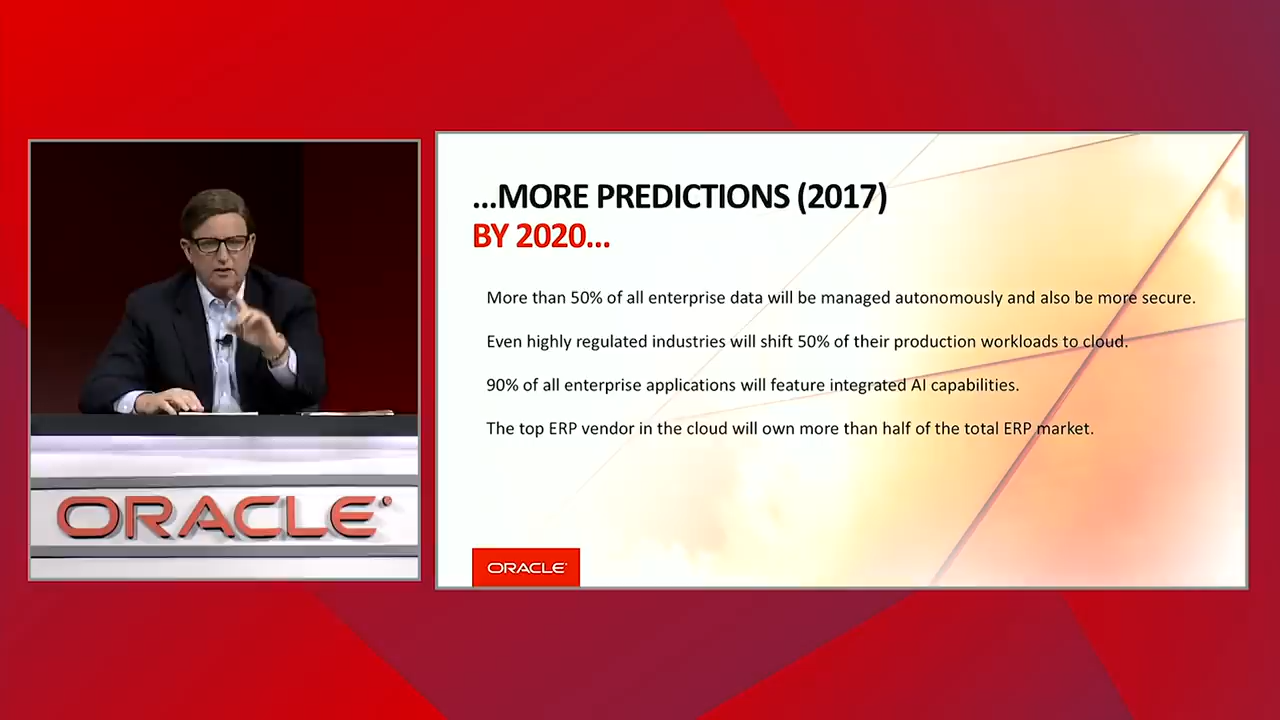 ...MORE PREDICTIONS (2017)
BY 2020...
More than 50% of all enterprise data will be managed autonomously and also be more secure.
Even highly regulated industries will shift 50% of their production workloads to cloud.
90% of all enterprise applications will feature integrated AI capabilities.
The top ERP vendor in the cloud will own more than half of the total ERP market.
ORACLE
ORACLE